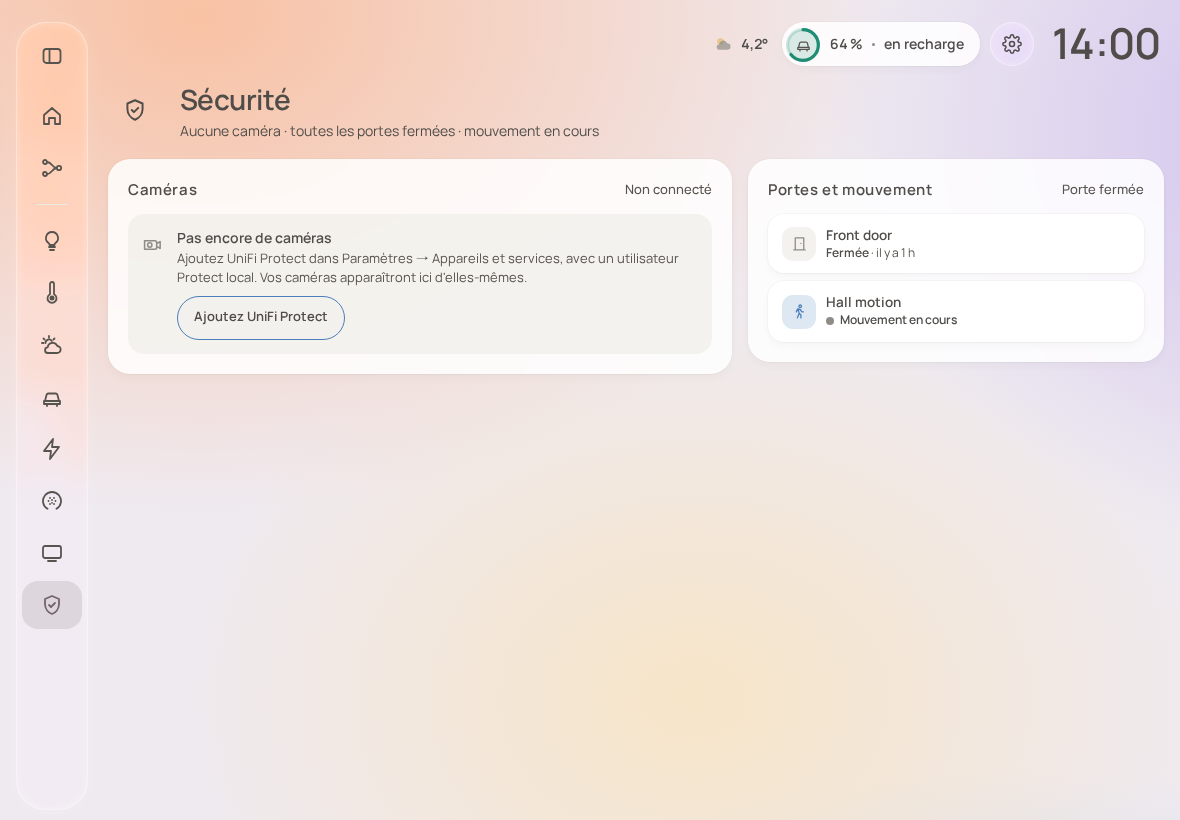 4,2°
64 % • en recharge
14:00
Sécurité
Aucune caméra · toutes les portes fermées · mouvement en cours
Caméras
Non connecté
Pas encore de caméras
Ajoutez UniFi Protect dans Paramètres → Appareils et services, avec un utilisateur
Protect local. Vos caméras apparaîtront ici d'elles-mêmes.
Ajoutez UniFi Protect
Portes et mouvement
Porte fermée
Front door
Fermée · il y a 1 h
Hall motion
Mouvement en cours